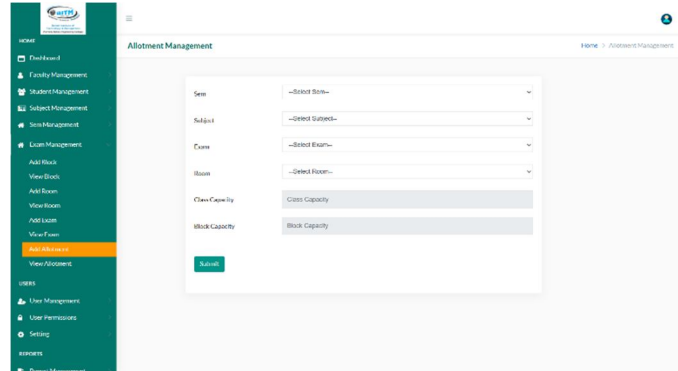 HOME
Dashboard
Faculty Management
Student Management
Subject Management
Sem Management
Exam Management
Add Block
View Block
Add Room
View Room
Add Exam
View Exam
Add Allotment
View Allotment
USERS
User Management
User Permissions
Setting
REPORTS
Allotment Management
Home > Allotment Management
Sem
--Select Sem--
Subject
--Select Subject--
Exam
--Select Exam--
Room
--Select Room--
Class Capacity
Class Capacity
Block Capacity
Block Capacity
Submit